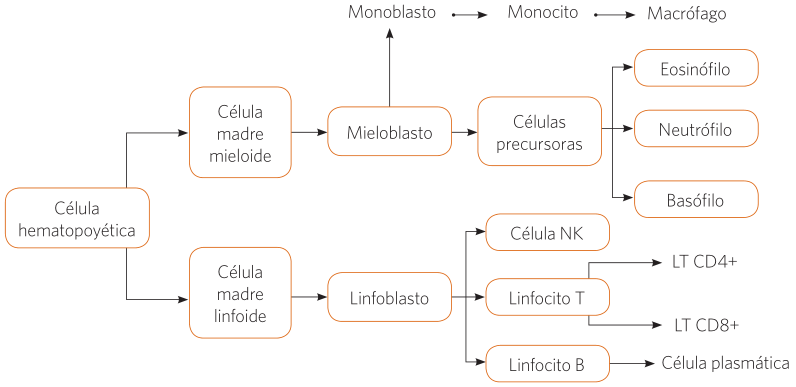 Monoblasto
Monocito
Macrófago
Eosinófilo
Célula
madre
mieloide
Mieloblasto
Células
precursoras
Neutrófilo
Basófilo
Célula
hematopoyética
Célula NK
Célula
madre
linfoide
Linfoblasto
Linfocito T
LT CD4+
LT CD8+
Linfocito B
Célula plasmática